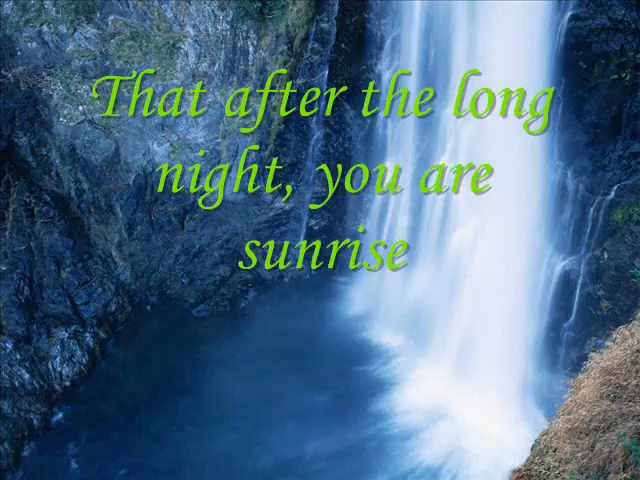 That after the long
night, you are
sunrise